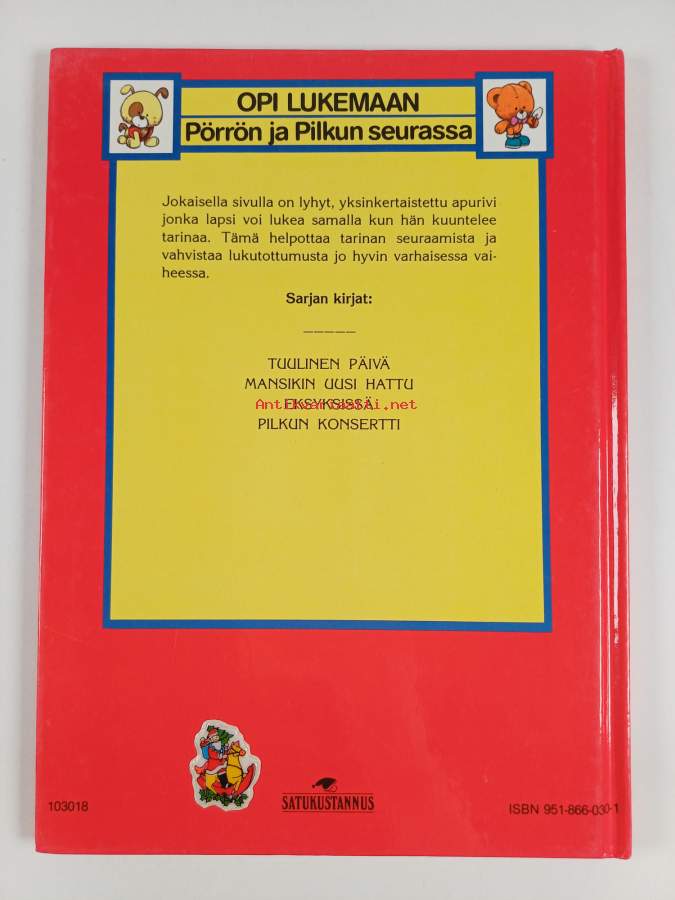 OPI LUKEMAAN
Pörrön ja Pilkun seurassa
Jokaisella sivulla on lyhyt, yksinkertaistettu apurivi
jonka lapsi voi lukea samalla kun hän kuuntelee
tarinaa. Tämä helpottaa tarinan seuraamista ja
vahvistaa lukutottumusta jo hyvin varhaisessa vai-
heessa.
Sarjan kirjat:
_____
TUULINEN PÄIVÄ
MANSIKIN UUSI HATTU
EKSYKSISSÄ
Antikvariaatti.net
PILKUN KONSERTTI
103018
SATUKUSTANNUS
ISBN 951-866-030-1